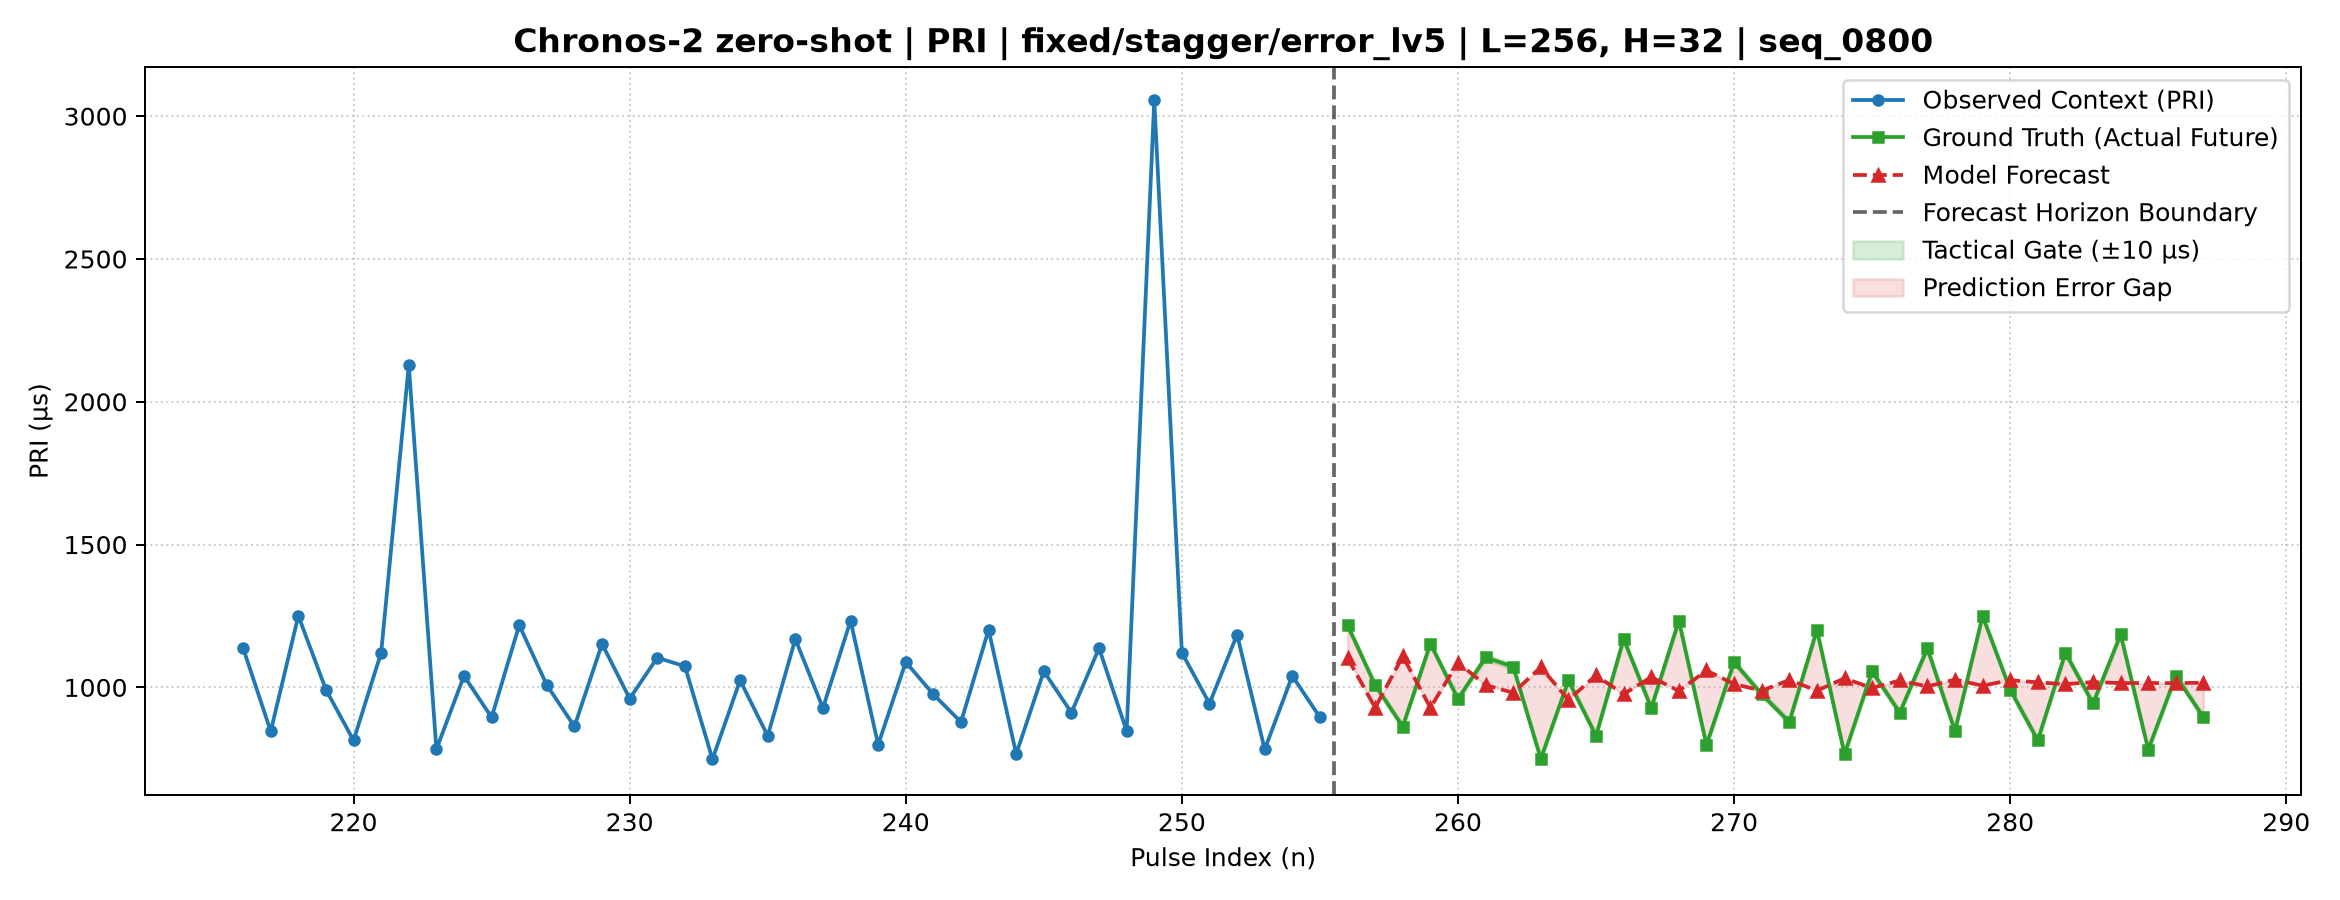 Chronos-2 zero-shot | PRI | fixed/stagger/error_lv5 | L=256, H=32 | seq_0800
Observed Context (PRI)
Ground Truth (Actual Future)
Model Forecast
Forecast Horizon Boundary
Tactical Gate (±10 µs)
Prediction Error Gap
PRI (µs)
3000
2500
2000
1500
1000
220 230 240 250 260 270 280 290
Pulse Index (n)